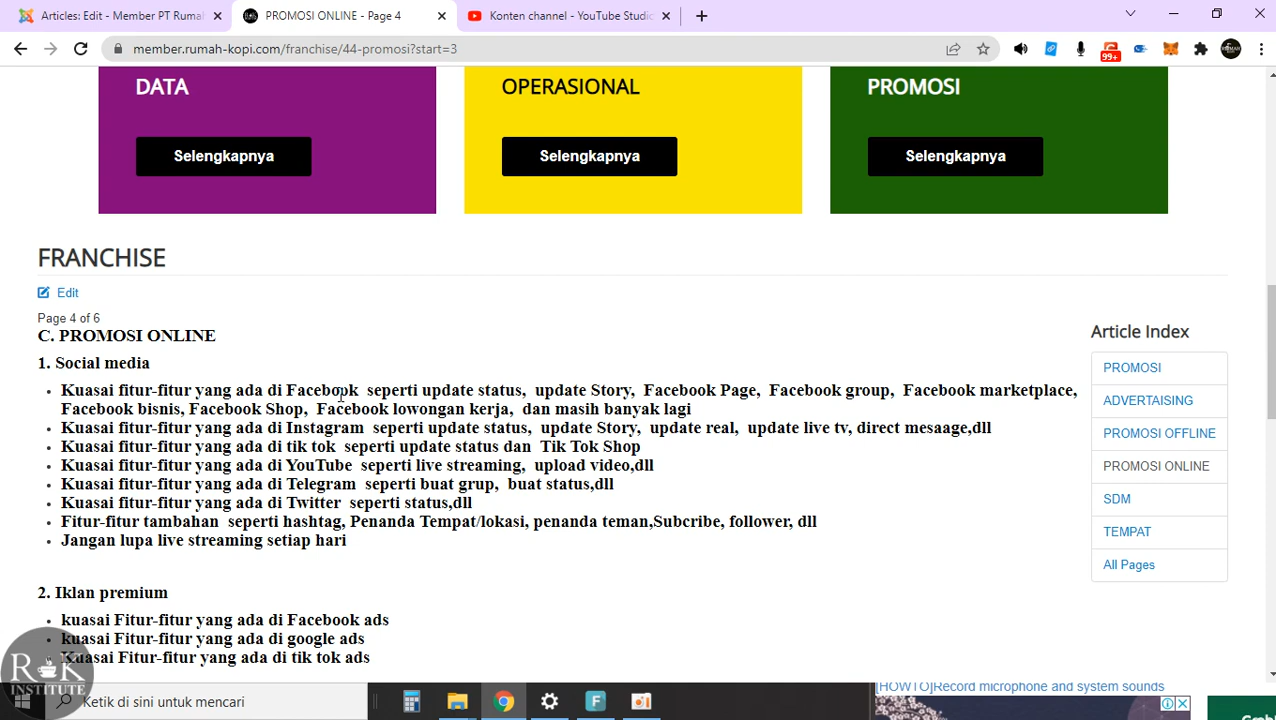 Articles: Edit - Member PT Rumah
PROMOSI ONLINE - Page 4
Konten channel - YouTube Studio
member.rumah-kopi.com/franchise/44-promosi?start=3
99+
DATA
OPERASIONAL
PROMOSI
Selengkapnya
Selengkapnya
Selengkapnya
FRANCHISE
Edit
Page 4 of 6
C. PROMOSI ONLINE
1. Social media
• Kuasai fitur-fitur yang ada di Facebook  seperti update status,  update Story,  Facebook Page,  Facebook group,  Facebook marketplace,
Facebook bisnis, Facebook Shop,  Facebook lowongan kerja,  dan masih banyak lagi
• Kuasai fitur-fitur yang ada di Instagram  seperti update status,  update Story,  update real,  update live tv, direct mesaage,dll
• Kuasai fitur-fitur yang ada di tik tok  seperti update status dan  Tik Tok Shop
• Kuasai fitur-fitur yang ada di YouTube  seperti live streaming,  upload video,dll
• Kuasai fitur-fitur yang ada di Telegram  seperti buat grup,  buat status,dll
• Kuasai fitur-fitur yang ada di Twitter  seperti status,dll
• Fitur-fitur tambahan  seperti hashtag, Penanda Tempat/lokasi, penanda teman,Subcribe, follower, dll
• Jangan lupa live streaming setiap hari
2. Iklan premium
• kuasai Fitur-fitur yang ada di Facebook ads
• kuasai Fitur-fitur yang ada di google ads
• Kuasai Fitur-fitur yang ada di tik tok ads
Article Index
PROMOSI
ADVERTAISING
PROMOSI OFFLINE
PROMOSI ONLINE
SDM
TEMPAT
All Pages
R K
INSTITUTE
Ketik di sini untuk mencari
[HOWTO]Record microphone and system sounds